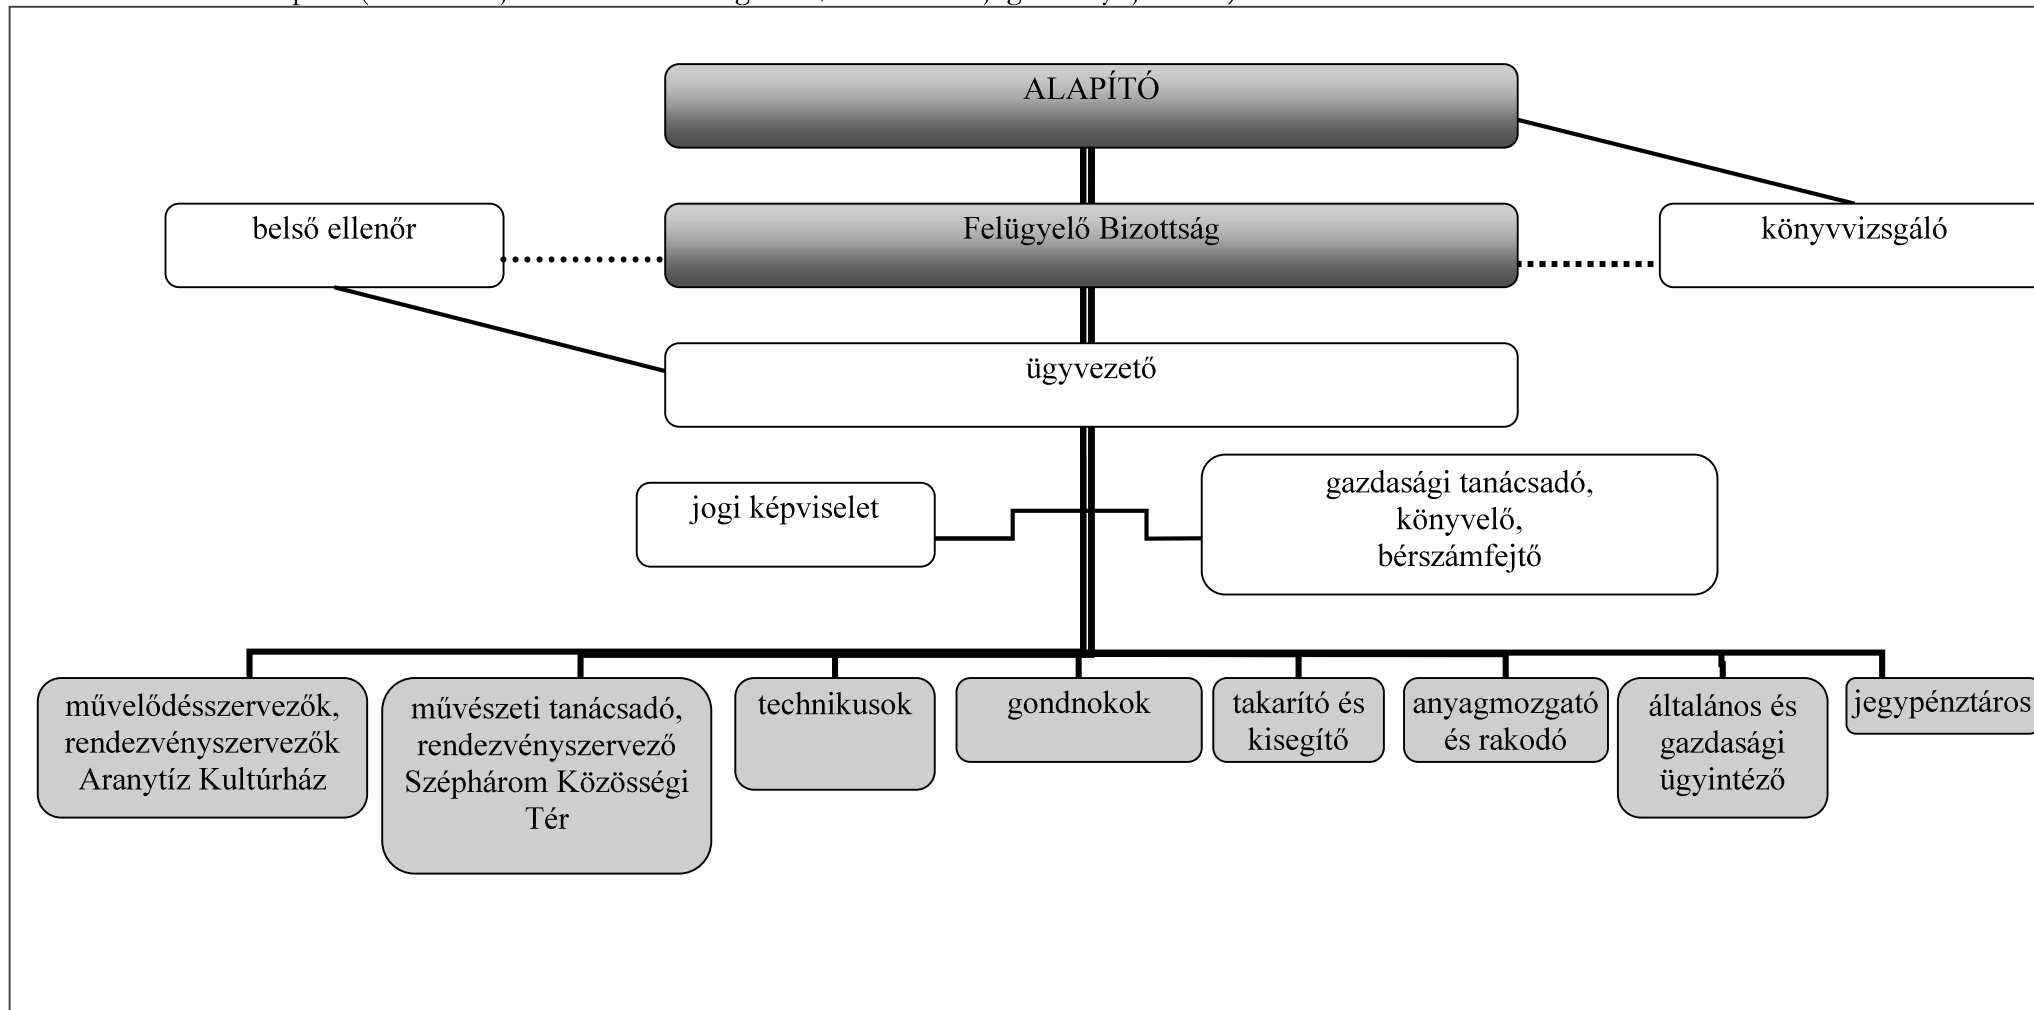 ALAPÍTÓ
belső ellenőr
Felügyelő Bizottság
könyvvizsgáló
ügyvezető
jogi képviselet
gazdasági tanácsadó,
könyvelő,
bérszámfejtő
művelődésszervezők,
rendezvényszervezők
Aranytíz Kultúrház
művészeti tanácsadó,
rendezvényszervező
Széphárom Közösségi
Tér
technikusok
gondnokok
takarító és
kisegítő
anyagmozgató
és rakodó
általános és
gazdasági
ügyintéző
jegypénztáros